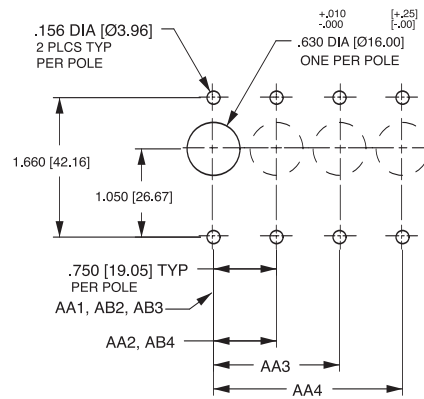 .156 DIA [Ø3.96]
2 PLCS TYP
PER POLE
+.010 [+.25]
-.000 [-.00]
.630 DIA [Ø16.00]
ONE PER POLE
1.660 [42.16]
1.050 [26.67]
.750 [19.05] TYP
PER POLE
AA1, AB2, AB3
AA2, AB4
AA3
AA4